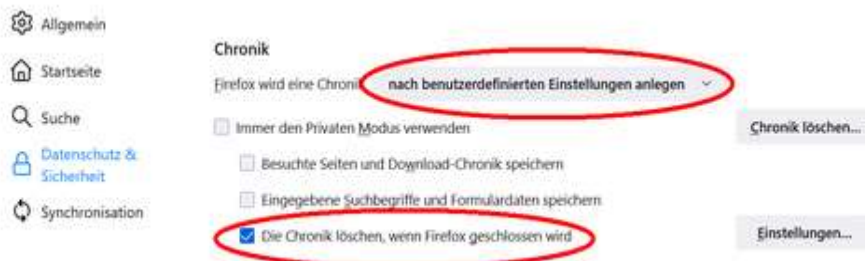 Allgemein
Startseite
Suche
Datenschutz &
Sicherheit
Synchronisation
Chronik
Firefox wird eine Chronik nach benutzerdefinierten Einstellungen anlegen
Immer den Privaten Modus verwenden
Chronik löschen...
Besuchte Seiten und Download-Chronik speichern
Eingegebene Suchbegriffe und Formulardaten speichern
Die Chronik löschen, wenn Firefox geschlossen wird
Einstellungen...